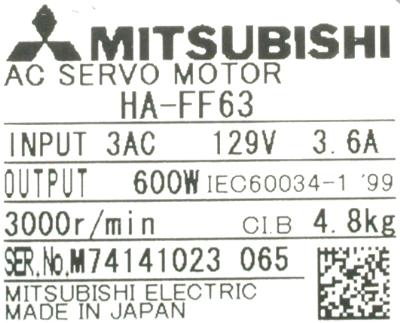 MITSUBISHI
AC SERVO MOTOR
HA-FF63
INPUT 3AC 129V 3.6A
OUTPUT 600W IEC60034-1 '99
3000r/min CI.B 4.8kg
SER.No.M74141023 065
MITSUBISHI ELECTRIC
MADE IN JAPAN